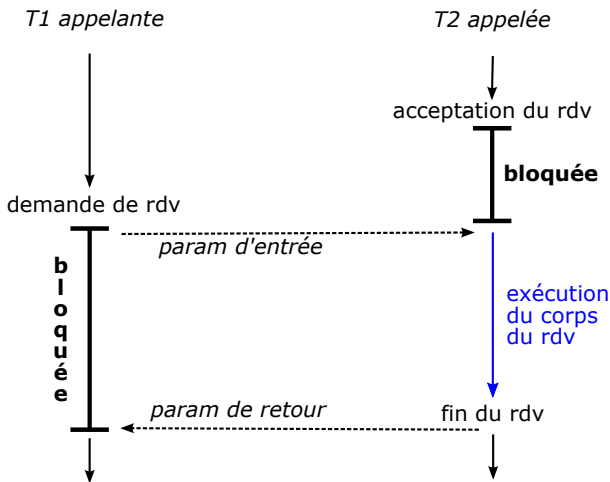 T1 appelante
T2 appelée
acceptation du rdv
bloquée
demande de rdv
param d'entrée
bloquée
exécution
du corps
du rdv
param de retour
fin du rdv